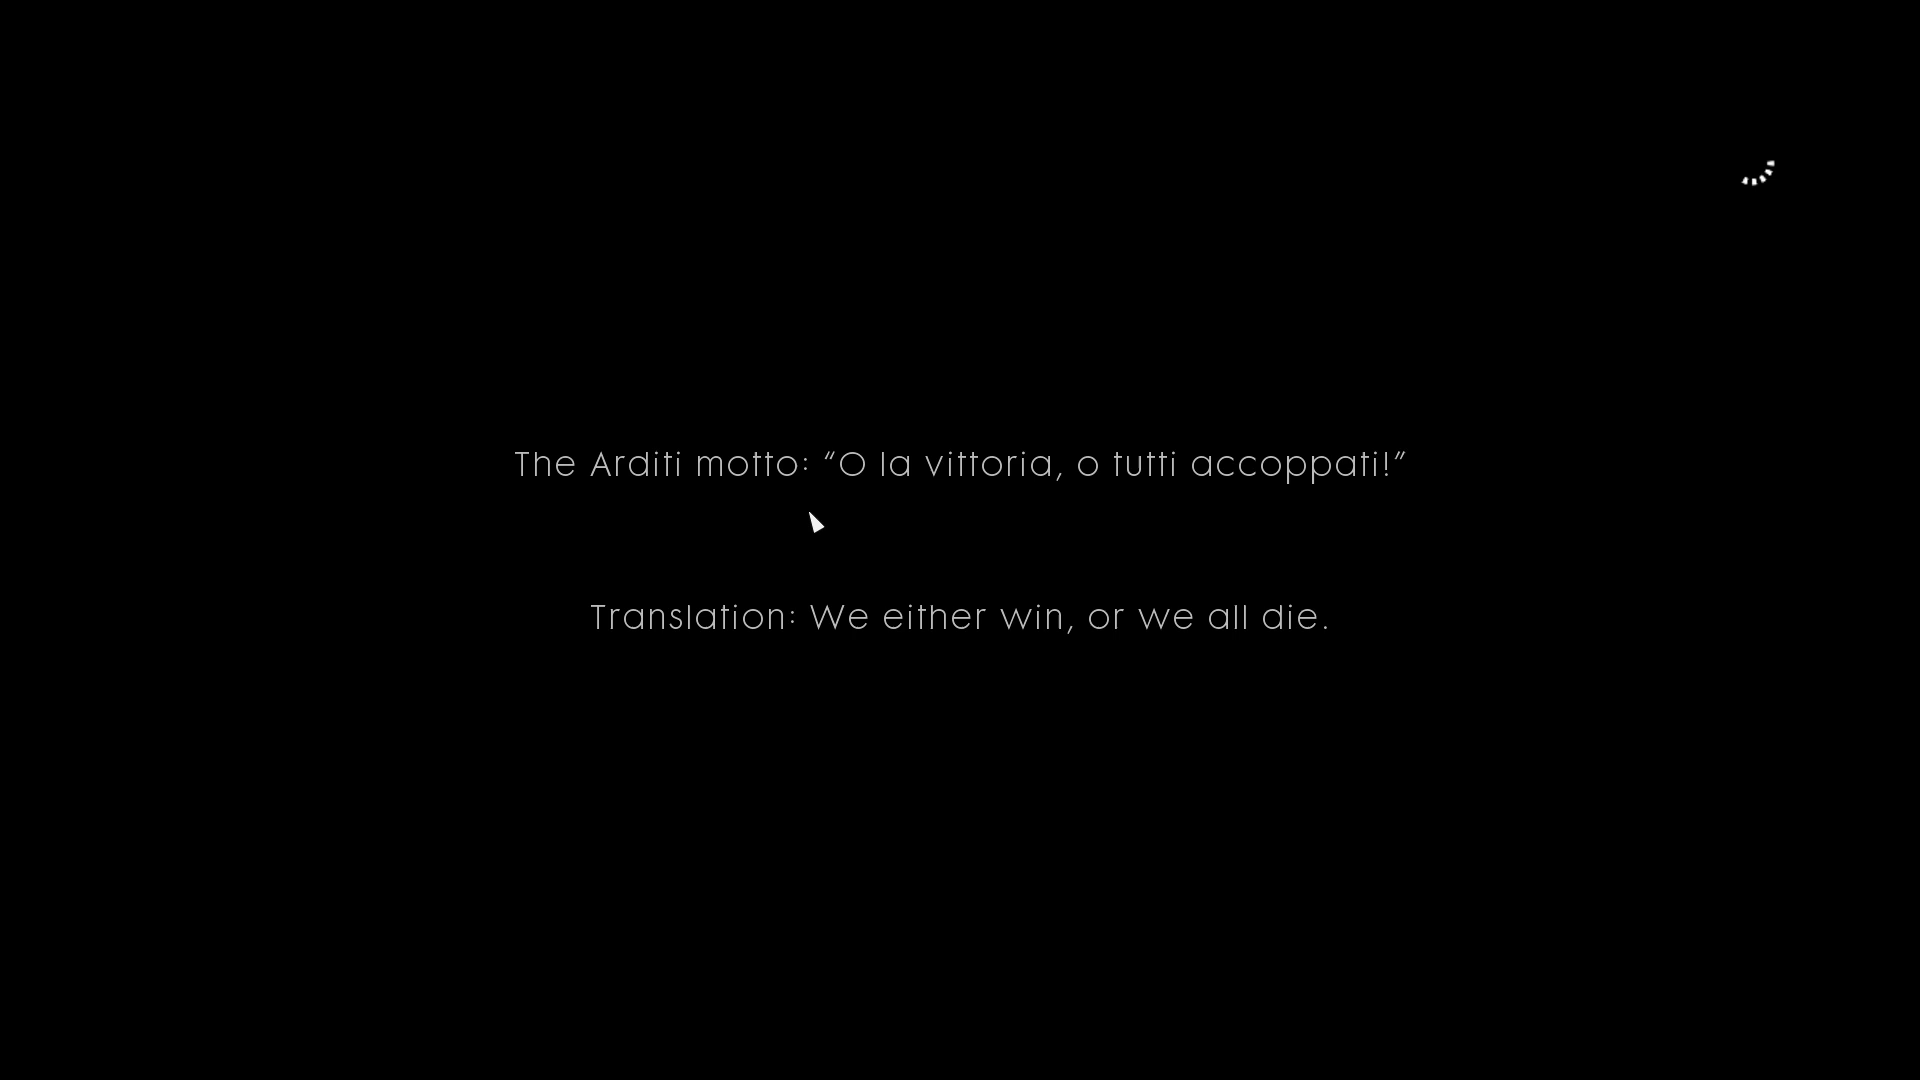 The Arditi motto: “O la vittoria, o tutti accoppati!”
Translation: We either win, or we all die.